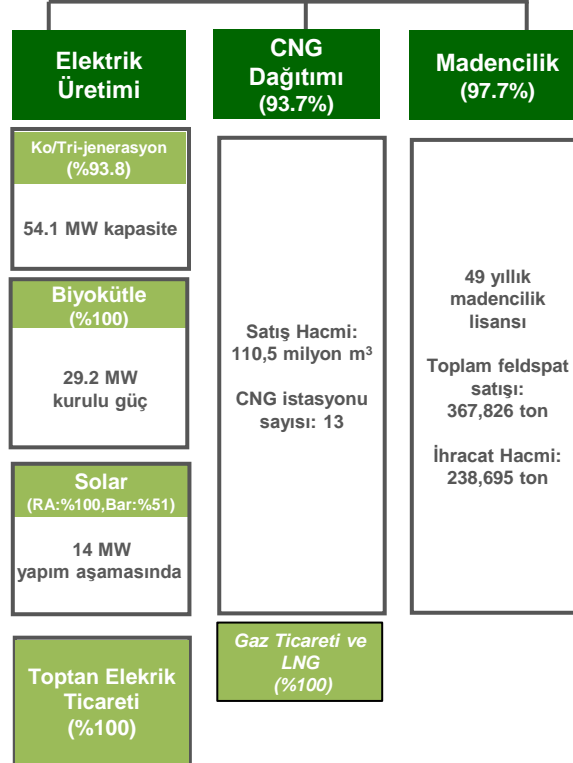 Elektrik
Üretimi
Ko/Tri-jenerasyon
(%93.8)
54.1 MW kapasite
Biyokütle
(%100)
29.2 MW
kurulu güç
Solar
(RA:%100,Bar:%51)
14 MW
yapım aşamasında
Toptan Elekrik
Ticareti
(%100)
CNG
Dağıtımı
(93.7%)
Satış Hacmi:
110,5 milyon m³
CNG istasyonu
sayısı: 13
Gaz Ticareti ve
LNG
(%100)
Madencilik
(97.7%)
49 yıllık
madencilik
lisansı
Toplam feldspat
satışı:
367,826 ton
İhracat Hacmi:
238,695 ton